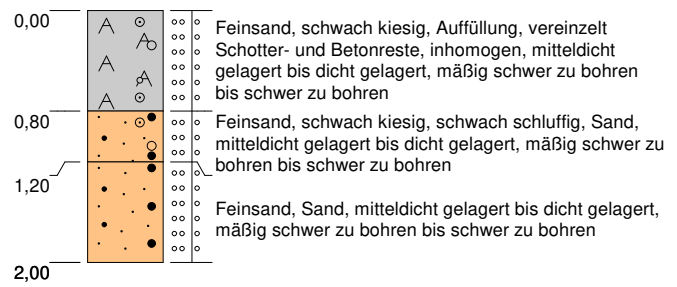 0,00
Feinsand, schwach kiesig, Auffüllung, vereinzelt
Schotter- und Betonreste, inhomogen, mitteldicht
gelagert bis dicht gelagert, mäßig schwer zu bohren
bis schwer zu bohren
0,80
Feinsand, schwach kiesig, schwach schluffig, Sand,
mitteldicht gelagert bis dicht gelagert, mäßig schwer zu
bohren bis schwer zu bohren
1,20
Feinsand, Sand, mitteldicht gelagert bis dicht gelagert,
mäßig schwer zu bohren bis schwer zu bohren
2,00